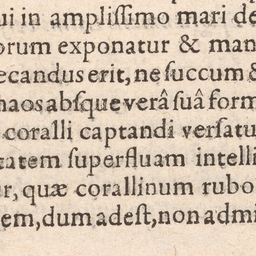 ui in ampliſſimo mari de
orum exponatur & man
ecandus erit, ne ſuccum &
haos abſque verâ ſuâ form
coralli captandi verſatu
tatem ſuperfluam intelli
r, quæ corallinum rubo
em, dum adeſt, non admi